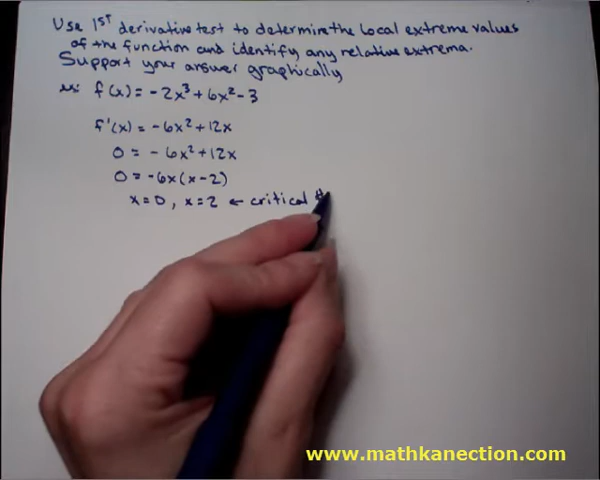 Use 1ST derivative test to determine the local extreme values
of the function and identify any relative extrema.
Support your answer graphically
ex: f(x) = -2x³ + 6x² - 3
f'(x) = -6x² + 12x
0 = -6x² + 12x
0 = -6x(x-2)
x=0, x=2 ← critical #
www.mathkanection.com